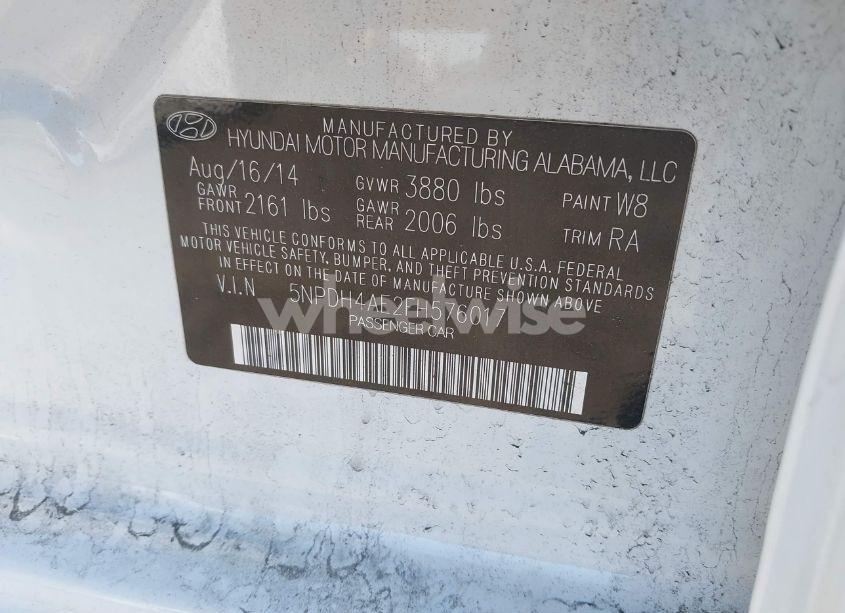 MANUFACTURED BY
HYUNDAI MOTOR MANUFACTURING ALABAMA, LLC
Aug/16/14 GVWR 3880 lbs PAINT W8
GAWR FRONT 2161 lbs GAWR REAR 2006 lbs TRIM RA
THIS VEHICLE CONFORMS TO ALL APPLICABLE U.S.A. FEDERAL
MOTOR VEHICLE SAFETY, BUMPER, AND THEFT PREVENTION STANDARDS
IN EFFECT ON THE DATE OF MANUFACTURE SHOWN ABOVE
V.I.N 5NPDH4AE2FH576017
PASSENGER CAR
wheelwise